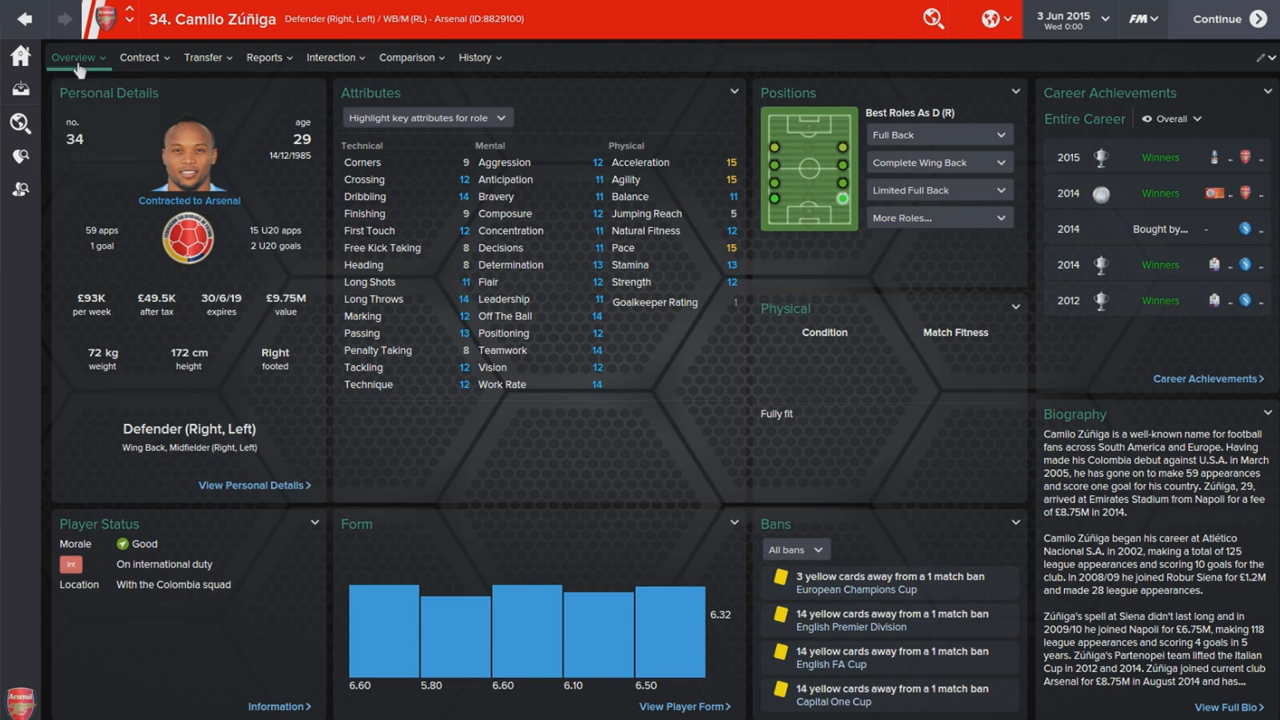 34. Camilo Zúñiga
Defender (Right, Left) / WB/M (RL) - Arsenal (ID:8829100)
3 Jun 2015
Wed 0:00
FM
Continue
Overview
Contract
Transfer
Reports
Interaction
Comparison
History
Personal Details
no.
34
age
29
14/12/1985
Contracted to Arsenal
59 apps
1 goal
15 U20 apps
2 U20 goals
£93K
per week
£49.5K
after tax
30/6/19
expires
£9.75M
value
72 kg
weight
172 cm
height
Right
footed
Defender (Right, Left)
Wing Back, Midfielder (Right, Left)
View Personal Details
Attributes
Highlight key attributes for role
Technical Mental Physical
Corners 9 Aggression 12 Acceleration 15
Crossing 12 Anticipation 11 Agility 15
Dribbling 14 Bravery 11 Balance 11
Finishing 9 Composure 12 Jumping Reach 5
First Touch 12 Concentration 11 Natural Fitness 12
Free Kick Taking 8 Decisions 11 Pace 15
Heading 8 Determination 13 Stamina 13
Long Shots 11 Flair 12 Strength 12
Long Throws 14 Leadership 11 Goalkeeper Rating 1
Marking 12 Off The Ball 14
Passing 13 Positioning 12
Penalty Taking 8 Teamwork 14
Tackling 12 Vision 12
Technique 12 Work Rate 14
Positions
Best Roles As D (R)
Full Back
Complete Wing Back
Limited Full Back
More Roles...
Physical
Condition
Match Fitness
Fully fit
Career Achievements
Entire Career
Overall
2015 Winners ..
2014 Winners ..
2014 Bought by... - ..
2014 Winners .. ..
2012 Winners .. ..
Career Achievements
Biography
Camilo Zúñiga is a well-known name for football
fans across South America and Europe. Having
made his Colombia debut against U.S.A. in March
2005, he has gone on to make 59 appearances
and score one goal for his country. Zúñiga, 29,
arrived at Emirates Stadium from Napoli for a fee
of £8.75M in 2014.
Camilo Zúñiga began his career at Atlético
Nacional S.A. in 2002, making a total of 125
league appearances and scoring 10 goals for the
club. In 2008/09 he joined Robur Siena for £1.2M
and made 28 league appearances.
Zúñiga's spell at Siena didn't last long and in
2009/10 he joined Napoli for £6.75M, making 118
league appearances and scoring 4 goals in 5
years. Zúñiga's Partenopei team lifted the Italian
Cup in 2012 and 2014. Zúñiga joined current club
Arsenal for £8.75M in August 2014 and has...
View Full Bio
Player Status
Morale Good
Int On international duty
Location With the Colombia squad
Information
Form
6.32
6.60 5.80 6.60 6.10 6.50
View Player Form
Bans
All bans
3 yellow cards away from a 1 match ban
European Champions Cup
14 yellow cards away from a 1 match ban
English Premier Division
14 yellow cards away from a 1 match ban
English FA Cup
14 yellow cards away from a 1 match ban
Capital One Cup
Arsenal